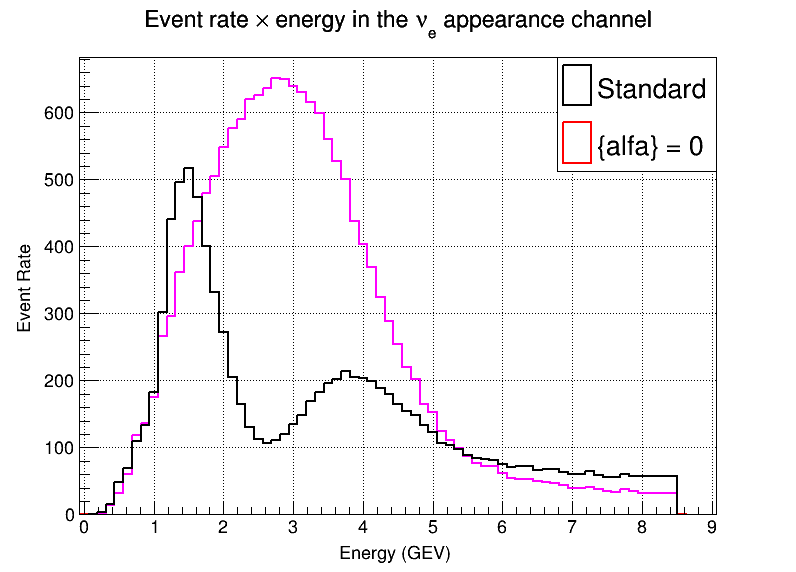 Event rate × energy in the νe appearance channel
Standard
{alfa} = 0
Event Rate
600
500
400
300
200
100
0
0 1 2 3 4 5 6 7 8 9
Energy (GEV)